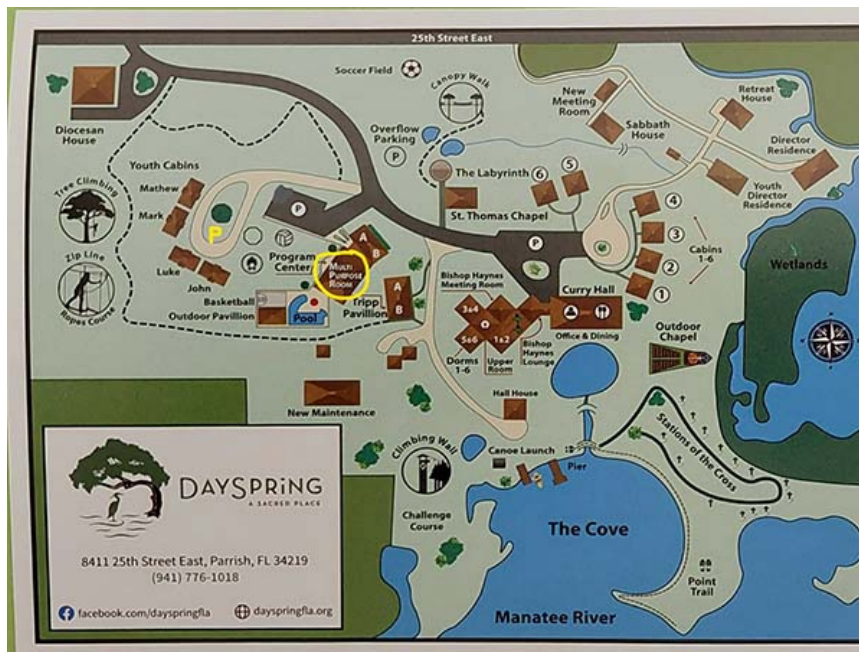 25th Street East
Soccer Field
Canopy Walk
Diocesan
House
Overflow
Parking
P
New
Meeting
Room
Sabbath
House
Retreat
House
Director
Residence
Youth Director
Residence
Youth Cabins
Mathew
Mark
Luke
John
P
P
Tree Climbing
Zip Line
Ropes Course
The Labyrinth
St. Thomas Chapel
6
5
4
3
2
1
Cabins
1-6
P
Program
Center
A
B
Multi
Purpose
Room
Basketball
Outdoor Pavillion
Pool
Tripp
Pavillion
A
B
Bishop Haynes
Meeting Room
3&4
5&6
1&2
Dorms
1-6
Upper
Room
Bishop
Haynes
Lounge
Curry Hall
Office & Dining
Wetlands
Outdoor
Chapel
New Maintenance
Hall House
Climbing Wall
Challenge
Course
Canoe Launch
Pier
Stations of the Cross
The Cove
Point
Trail
Manatee River
DAYSPRING
A SACRED PLACE
8411 25th Street East, Parrish, FL 34219
(941) 776-1018
facebook.com/dayspringfla
dayspringfla.org